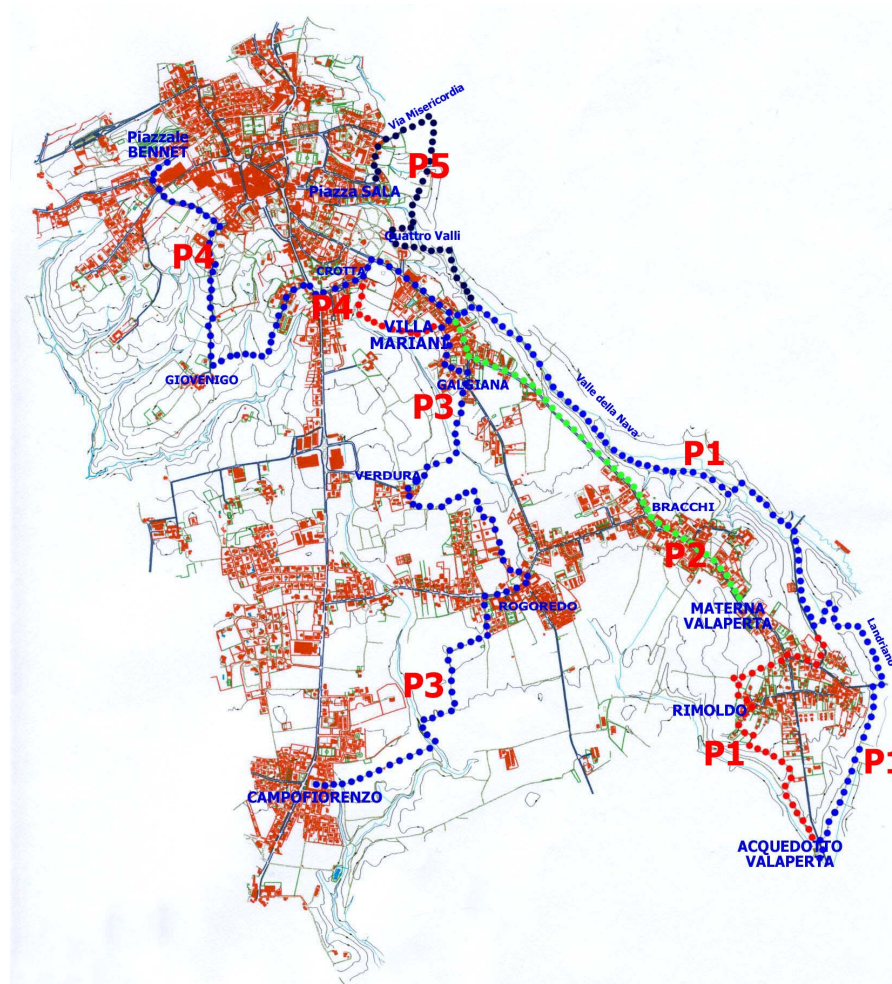 Via Misericordia
Piazzale
BENNET
P5
Piazza SALA
Quattro Valli
P4
CROTTA
P4
VILLA
MARIANI
GIOVENIGO
GALGIANA
Valle della Nava
P3
P1
VERDURA
BRACCHI
P2
ROGOREDO
MATERNA
VALAPERTA
Landriano
P3
RIMOLDO
P1
P1
CAMPOFIORENZO
ACQUEDOTTO
VALAPERTA